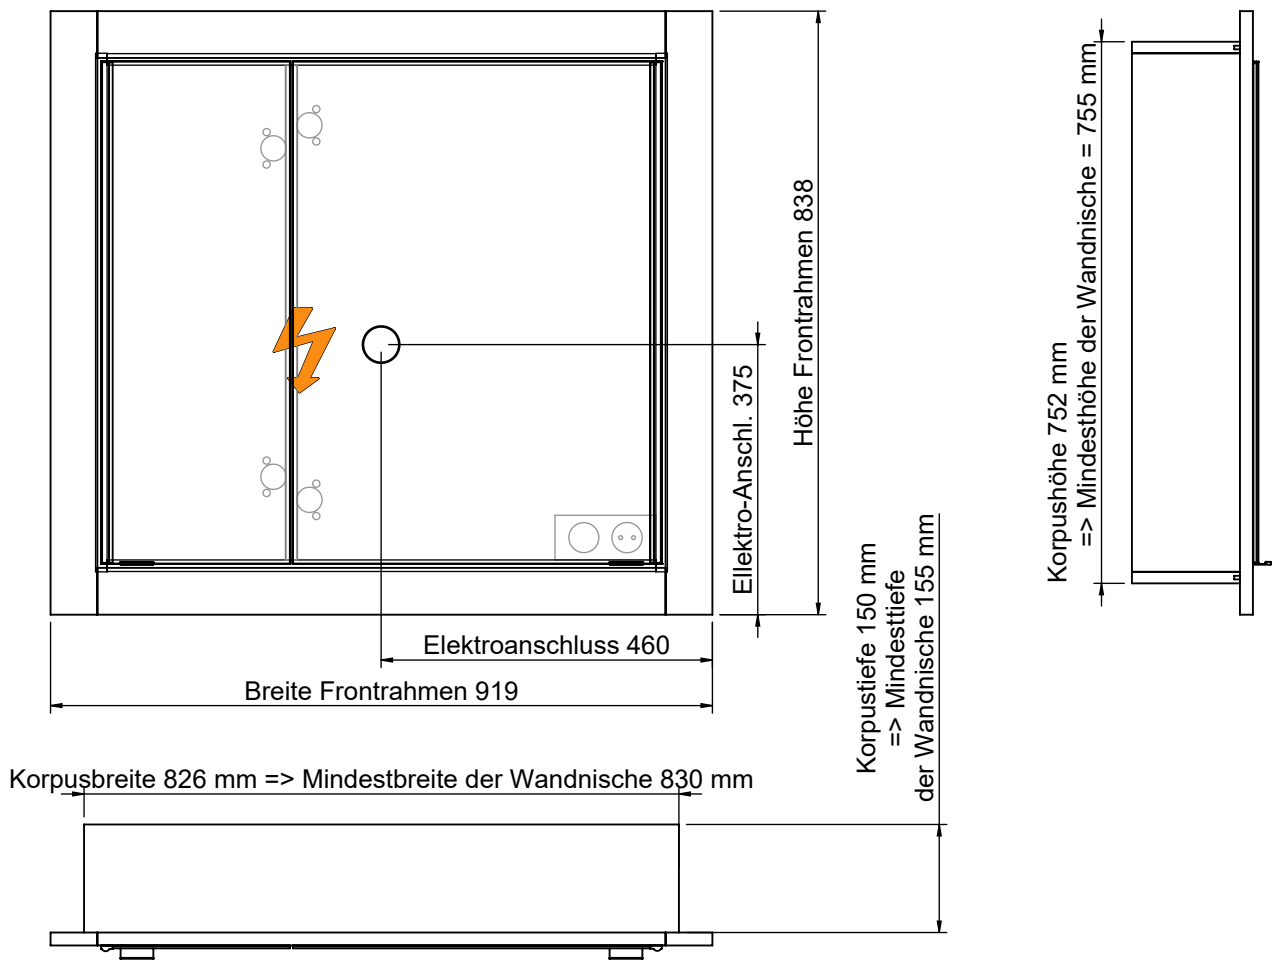 Höhe Frontrahmen 838
Ellektro-Anschl. 375
Elektroanschluss 460
Breite Frontrahmen 919
Korpushöhe 752 mm
=> Mindesthöhe der Wandnische = 755 mm
Korpustiefe 150 mm
=> Mindesttiefe
der Wandnische 155 mm
Korpusbreite 826 mm => Mindestbreite der Wandnische 830 mm